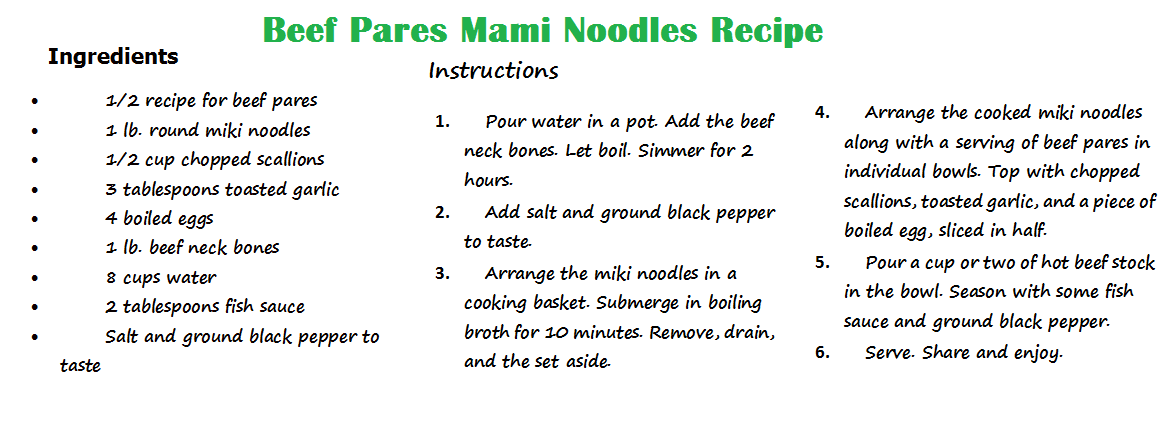 Beef Pares Mami Noodles Recipe
Ingredients
• 1/2 recipe for beef pares
• 1 lb. round miki noodles
• 1/2 cup chopped scallions
• 3 tablespoons toasted garlic
• 4 boiled eggs
• 1 lb. beef neck bones
• 8 cups water
• 2 tablespoons fish sauce
• Salt and ground black pepper to
taste
Instructions
1. Pour water in a pot. Add the beef
neck bones. Let boil. Simmer for 2
hours.
2. Add salt and ground black pepper
to taste.
3. Arrange the miki noodles in a
cooking basket. Submerge in boiling
broth for 10 minutes. Remove, drain,
and the set aside.
4. Arrange the cooked miki noodles
along with a serving of beef pares in
individual bowls. Top with chopped
scallions, toasted garlic, and a piece of
boiled egg, sliced in half.
5. Pour a cup or two of hot beef stock
in the bowl. Season with some fish
sauce and ground black pepper.
6. Serve. Share and enjoy.